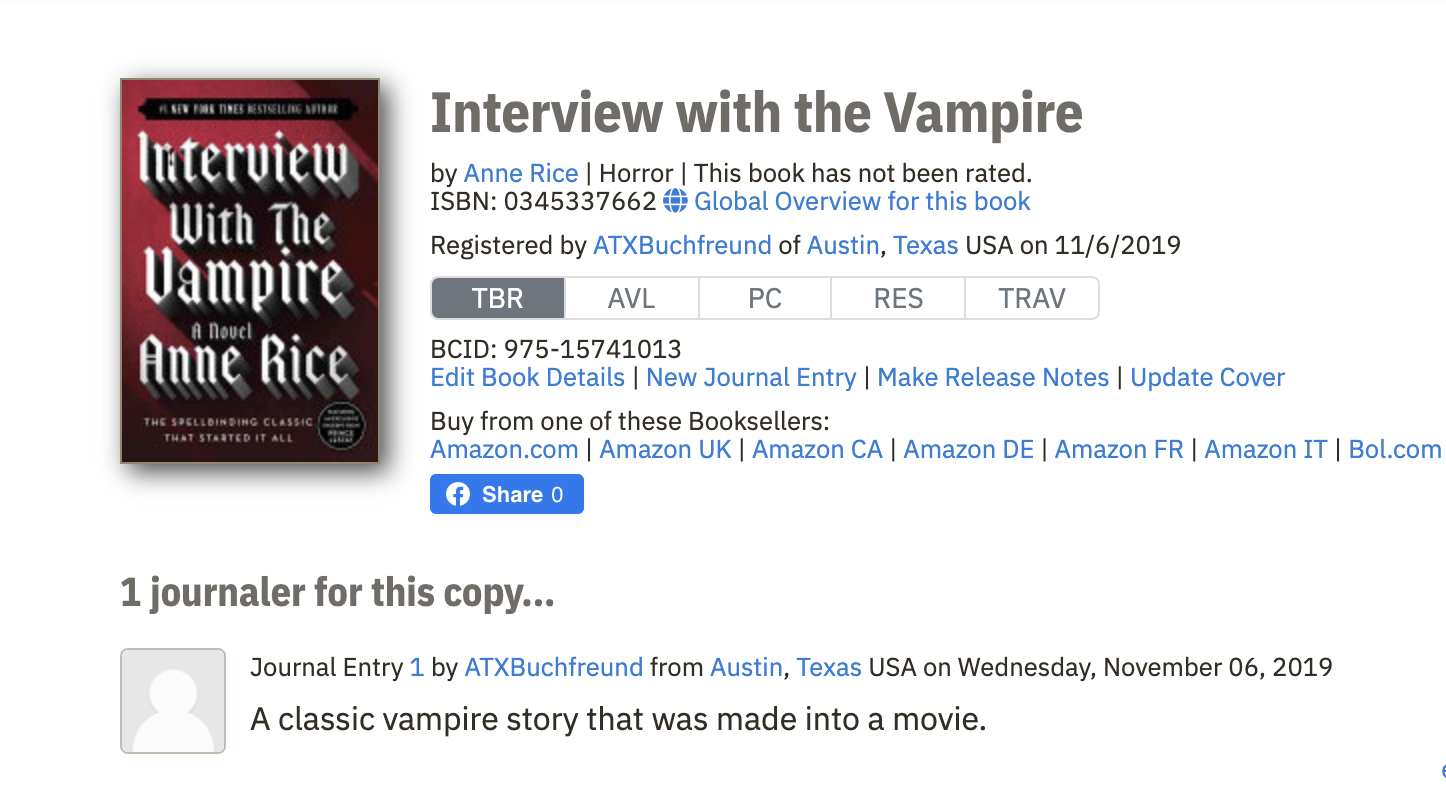 #1 NEW YORK TIMES BESTSELLING AUTHOR
Interview
With The
Vampire
A Novel
Anne Rice
THE SPELLBINDING CLASSIC
THAT STARTED IT ALL
Interview with the Vampire
by Anne Rice | Horror | This book has not been rated.
ISBN: 0345337662 Global Overview for this book
Registered by ATXBuchfreund of Austin, Texas USA on 11/6/2019
TBR AVL PC RES TRAV
BCID: 975-15741013
Edit Book Details | New Journal Entry | Make Release Notes | Update Cover
Buy from one of these Booksellers:
Amazon.com | Amazon UK | Amazon CA | Amazon DE | Amazon FR | Amazon IT | Bol.com
Share 0
1 journaler for this copy...
Journal Entry 1 by ATXBuchfreund from Austin, Texas USA on Wednesday, November 06, 2019
A classic vampire story that was made into a movie.